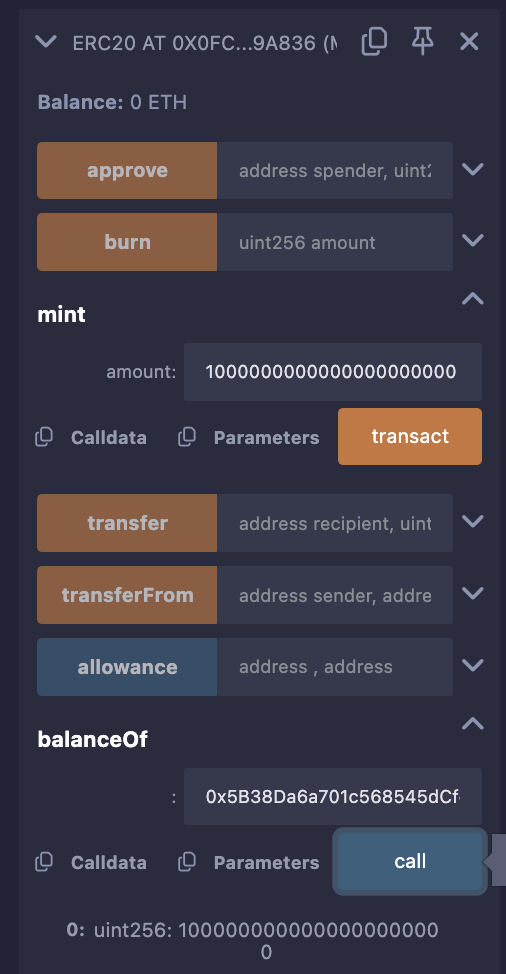 ERC20 AT 0X0FC...9A836 (M
Balance: 0 ETH
approve address spender, uint2
burn uint256 amount
mint
amount: 1000000000000000000000
Calldata Parameters transact
transfer address recipient, uint
transferFrom address sender, addre
allowance address , address
balanceOf
: 0x5B38Da6a701c568545dCf
Calldata Parameters call
0: uint256: 100000000000000000000
0